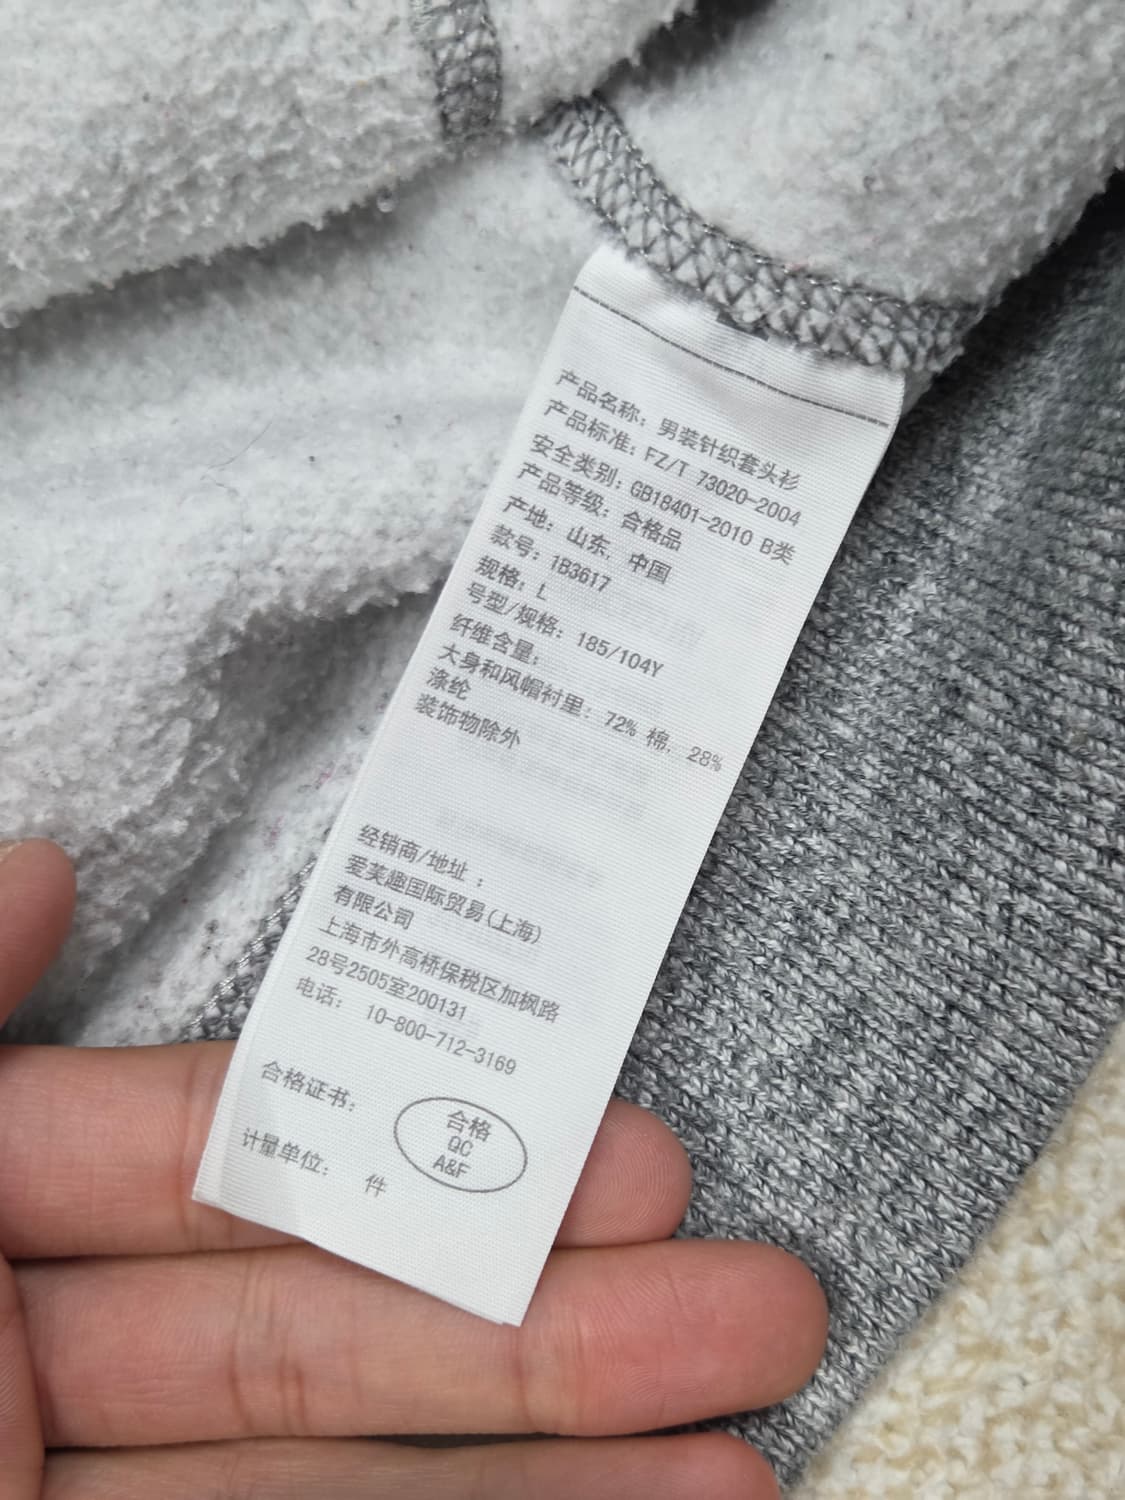 产品名称: 男装针织套头衫
产品标准: FZ/T 73020-2004
安全类别: GB18401-2010 B类
产品等级: 合格品
产地: 山东, 中国
款号: 1B3617
规格: L
号型/规格: 185/104Y
纤维含量:
大身和风帽衬里: 72% 棉, 28%
涤纶
装饰物除外
经销商/地址 :
爱芙趣国际贸易(上海)
有限公司
上海市外高桥保税区加枫路
28号2505室200131
电话: 10-800-712-3169
合格证书:
合格
QC
A&F
计量单位: 件